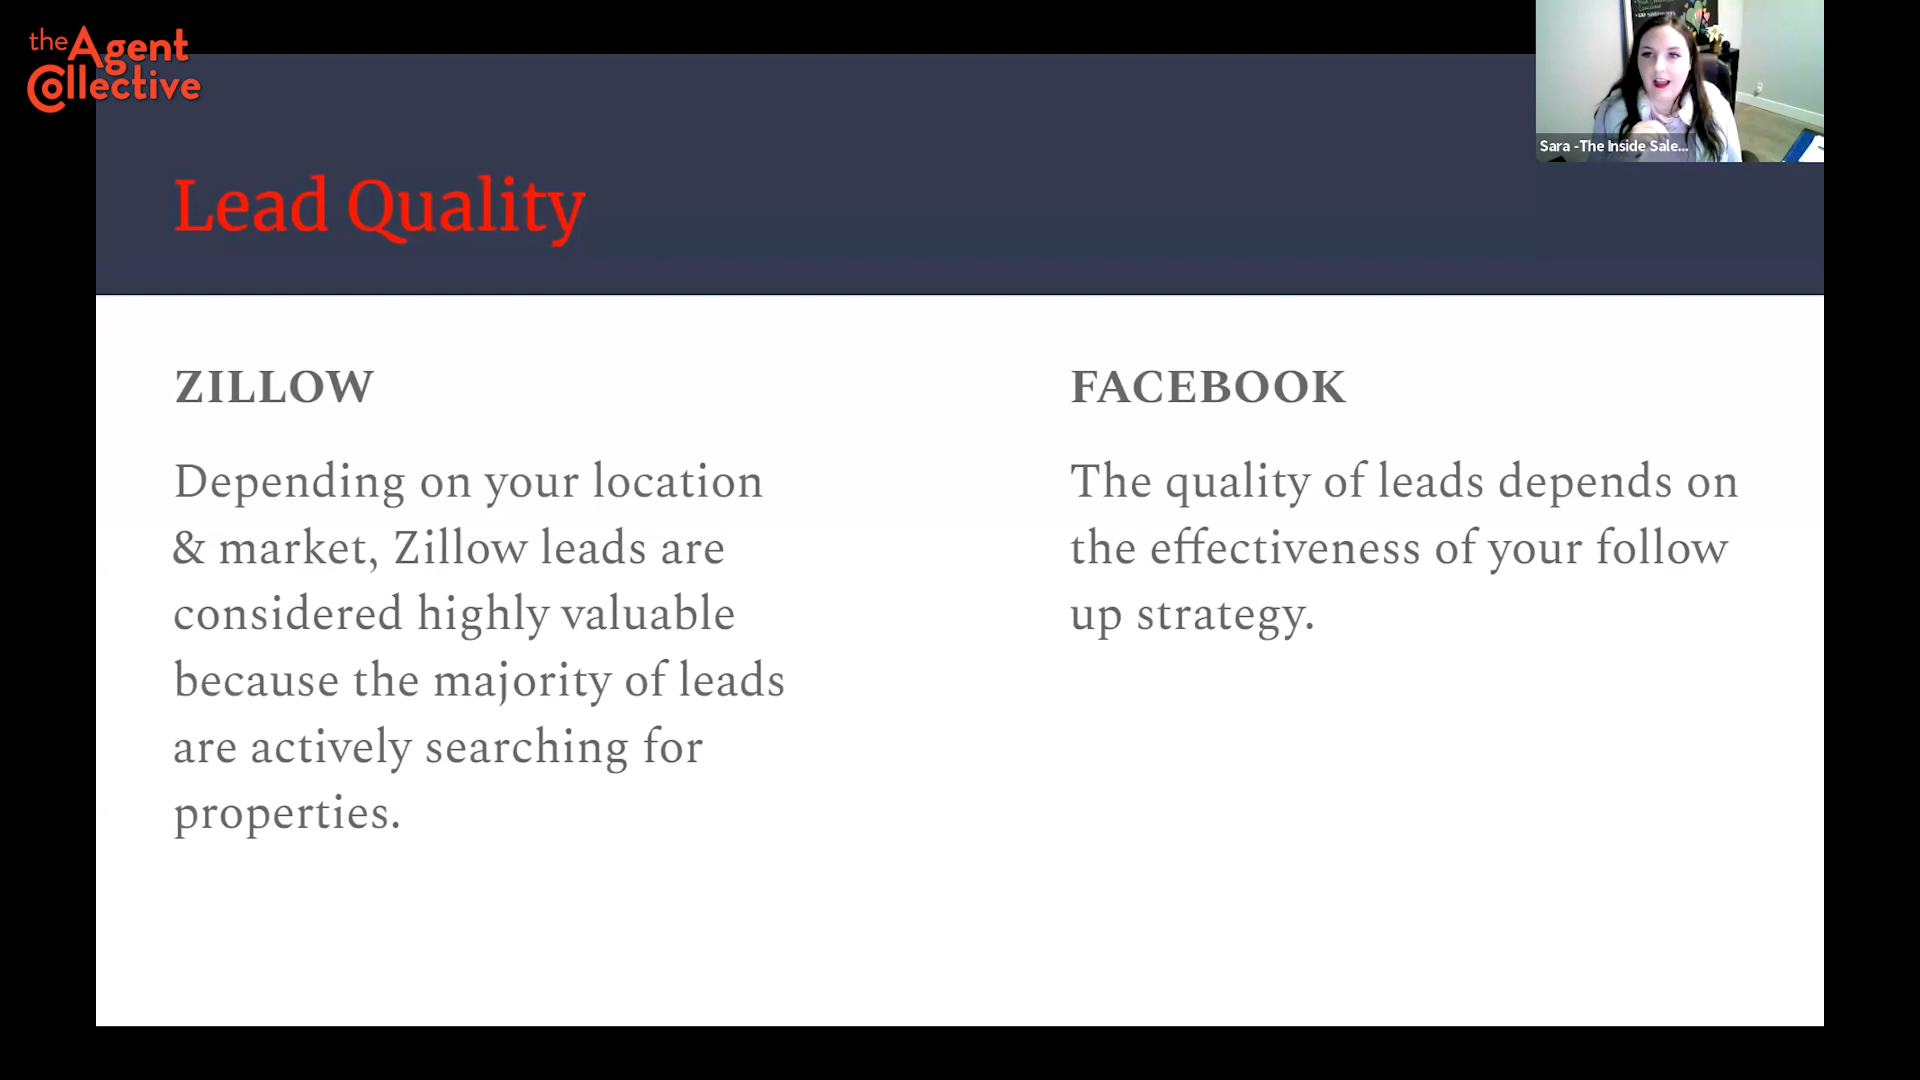 the Agent
Collective
Sara -The Inside Sale...
Lead Quality
ZILLOW
Depending on your location
& market, Zillow leads are
considered highly valuable
because the majority of leads
are actively searching for
properties.
FACEBOOK
The quality of leads depends on
the effectiveness of your follow
up strategy.